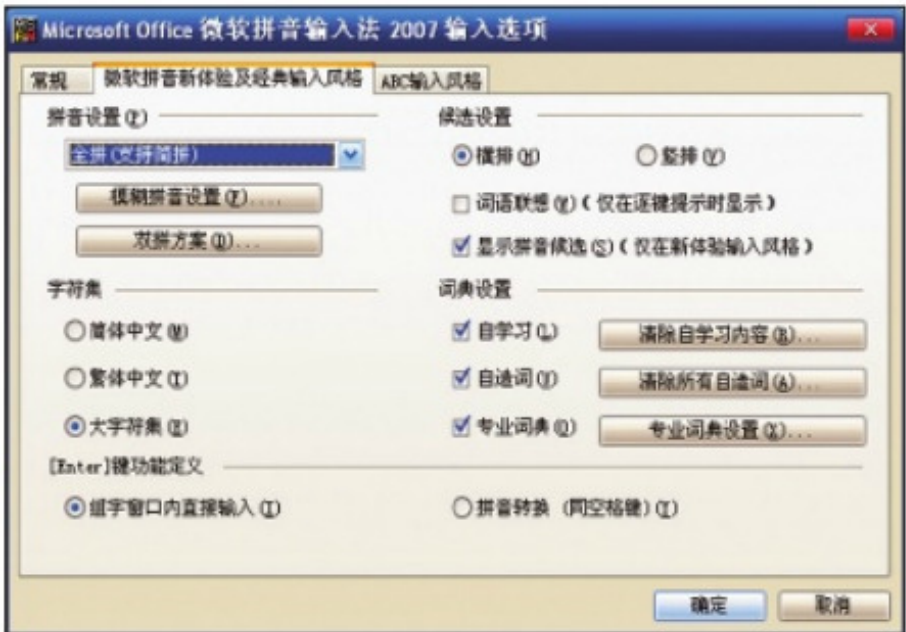 Microsoft Office 微软拼音输入法 2007 输入选项
常规 微软拼音新体验及经典输入风格 ABC输入风格
拼音设置(P)
全拼(支持简拼)
模糊拼音设置(F)....
双拼方案(D)...
候选设置
横排(H) 竖排(V)
词语联想(W)(仅在逐键提示时显示)
显示拼音候选(S)(仅在新体验输入风格)
字符集
简体中文(M)
繁体中文(T)
大字符集(E)
词典设置
自学习(L) 清除自学习内容(R)...
自造词(Y) 清除所有自造词(A)...
专业词典(O) 专业词典设置(X)...
[Enter]键功能定义
组字窗口内直接输入(I) 拼音转换 (同空格键)
确定 取消